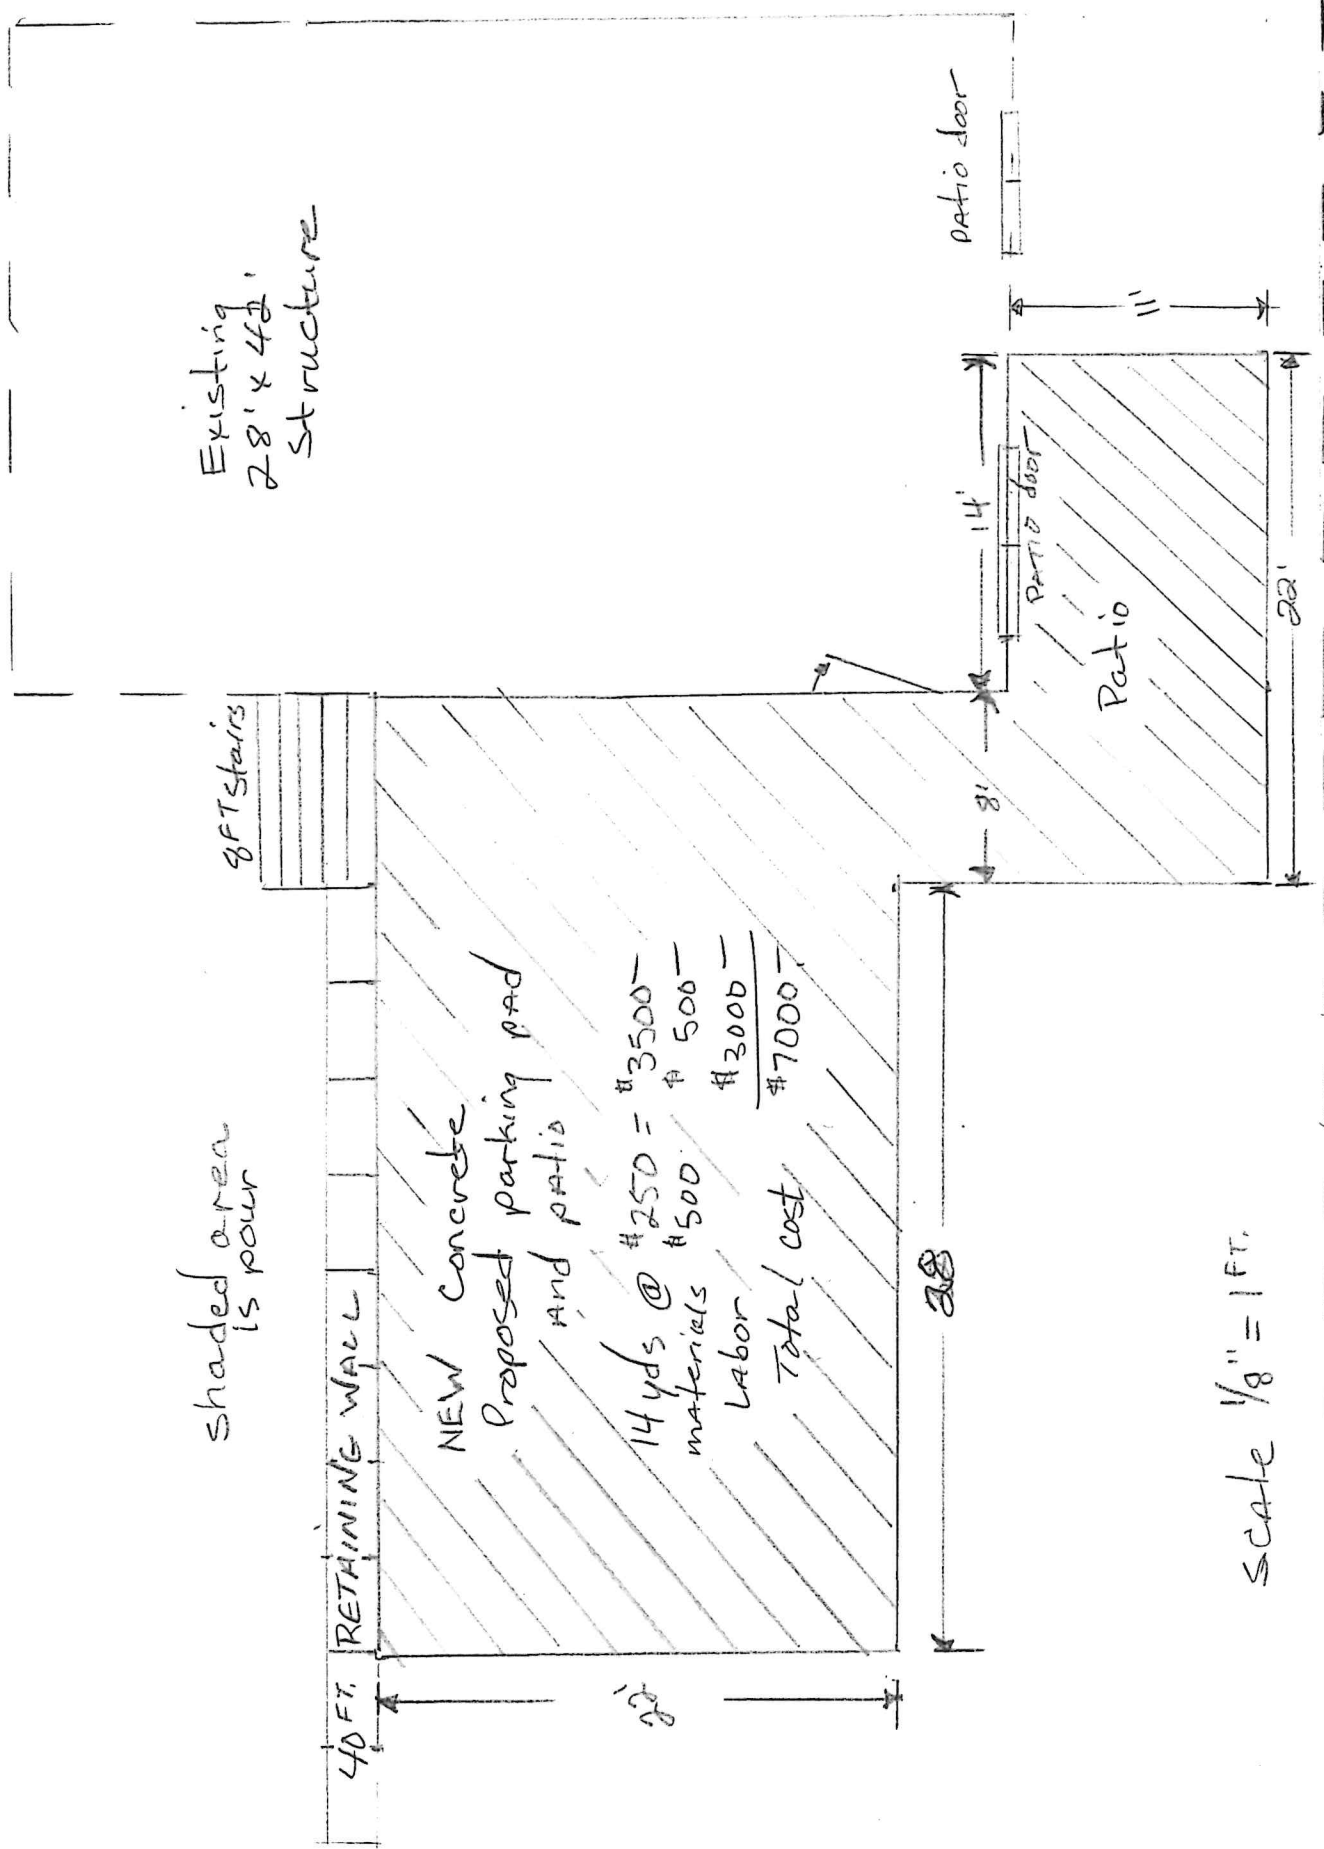 Existing
28' x 42'
Structure
shaded area
is pour
8FT stairs
40 FT. RETAINING WALL
NEW Concrete
Proposed parking pad
And patio
14 yds @ $250 = $3500-
materials $500. $ 500-
Labor $3000-
Total cost $7000-
22'
8'
14'
patio door
Patio door
11'
Patio
22'
Scale 1/8" = 1 FT.